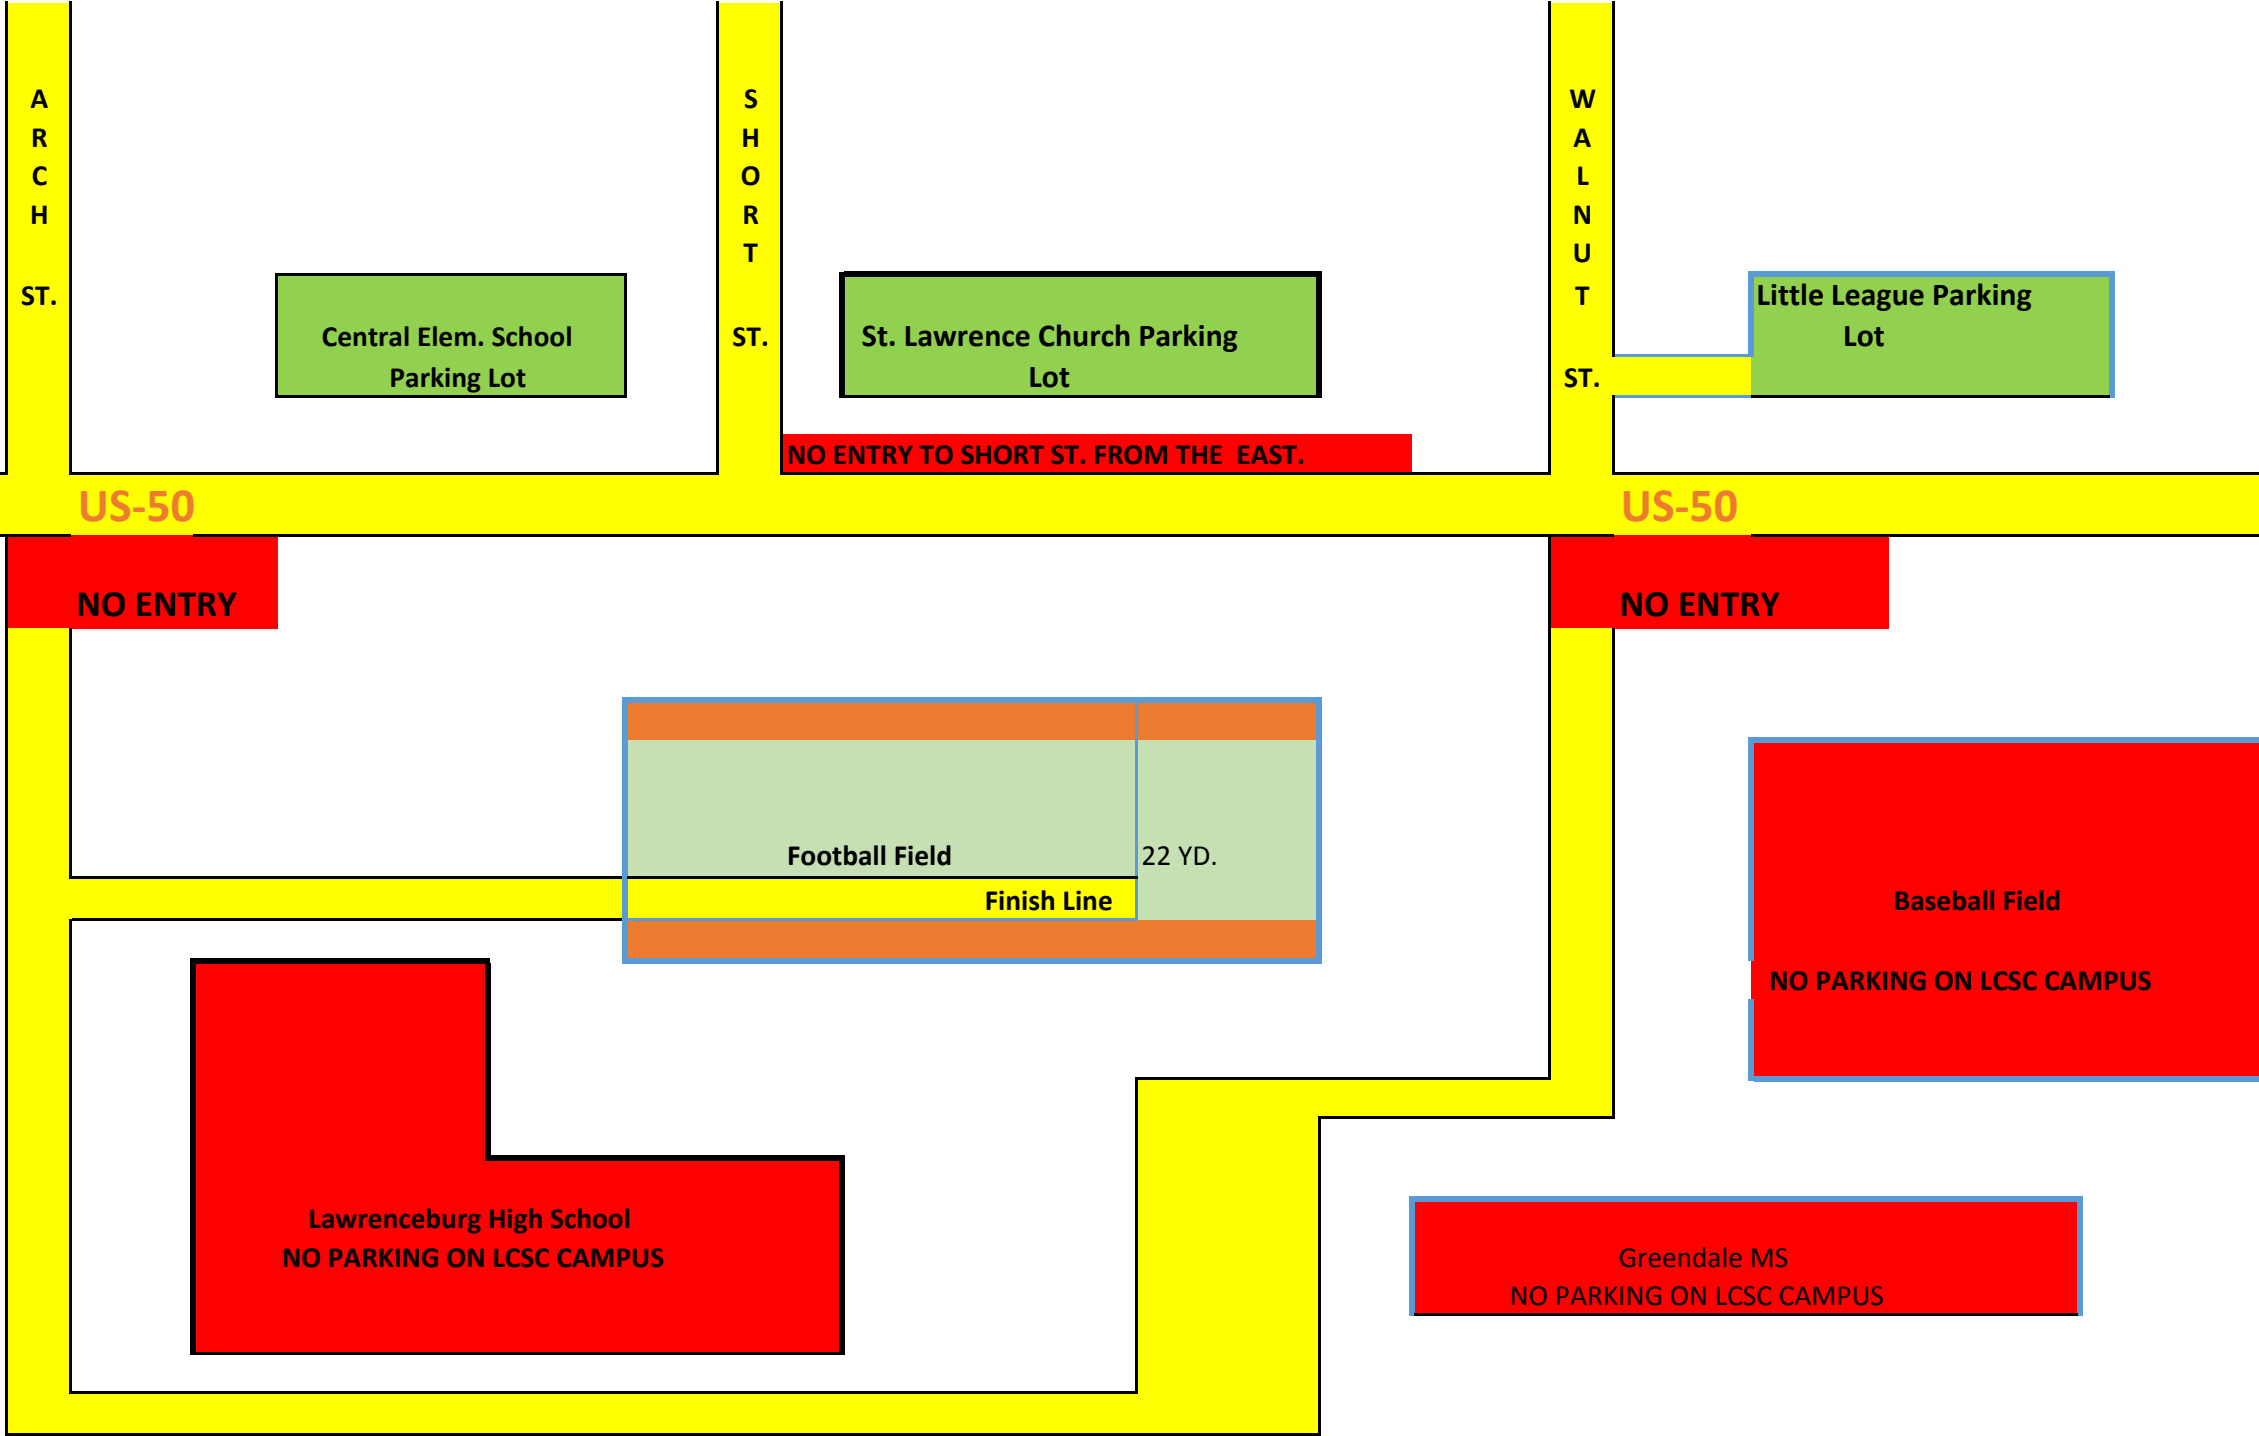 ARCH ST.
SHORT ST.
WALNUT ST.
Central Elem. School
Parking Lot
St. Lawrence Church Parking
Lot
Little League Parking
Lot
NO ENTRY TO SHORT ST. FROM THE  EAST.
US-50
US-50
NO ENTRY
NO ENTRY
Football Field
22 YD.
Finish Line
Baseball Field
NO PARKING ON LCSC CAMPUS
Lawrenceburg High School
NO PARKING ON LCSC CAMPUS
Greendale MS
NO PARKING ON LCSC CAMPUS